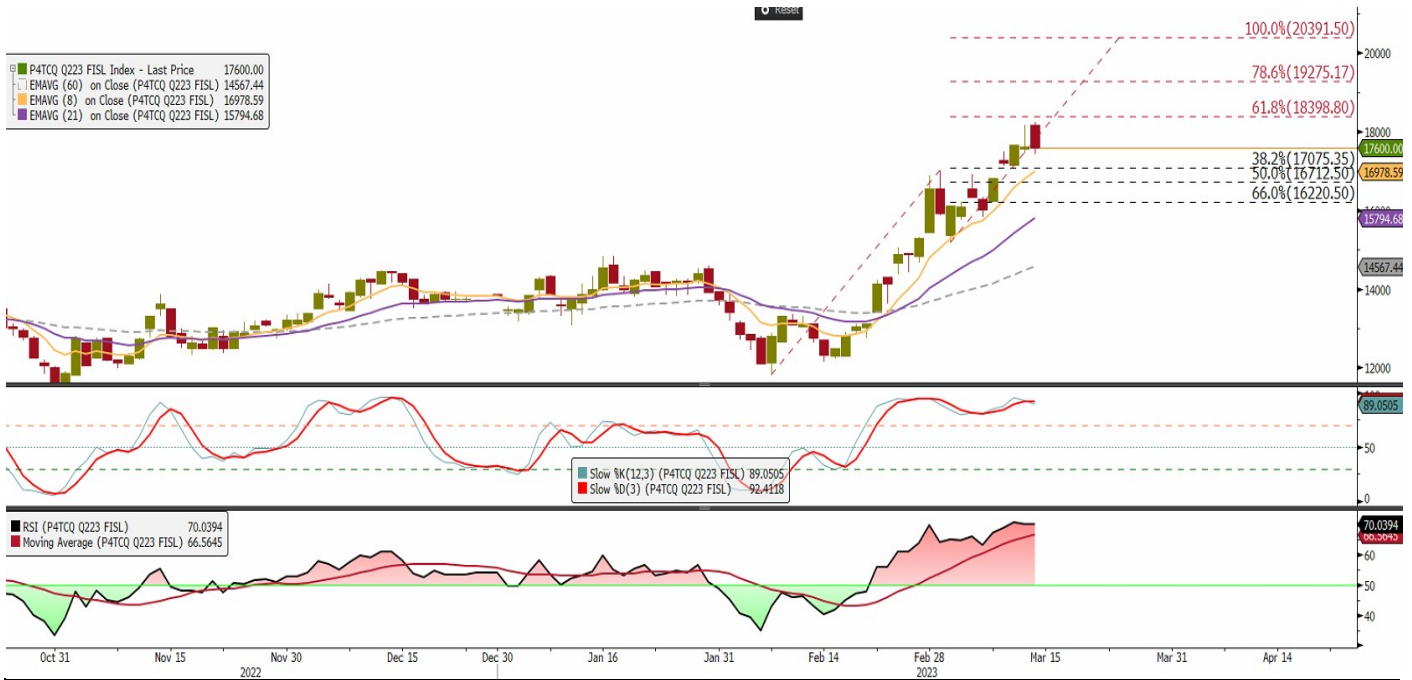 Reset
P4TCQ Q223 FISL Index - Last Price 17600.00
EMAVG (60) on Close (P4TCQ Q223 FISL) 14567.44
EMAVG (8) on Close (P4TCQ Q223 FISL) 16978.59
EMAVG (21) on Close (P4TCQ Q223 FISL) 15794.68
100.0%(20391.50)
78.6%(19275.17)
61.8%(18398.80)
38.2%(17075.35)
50.0%(16712.50)
66.0%(16220.50)
20000
18000
17600.00
16978.59
16000
15794.68
14567.44
14000
12000
Slow %K(12,3) (P4TCQ Q223 FISL) 89.0505
Slow %D(3) (P4TCQ Q223 FISL) 92.4118
100
89.0505
50
0
RSI (P4TCQ Q223 FISL) 70.0394
Moving Average (P4TCQ Q223 FISL) 66.5645
70.0394
66.5645
60
50
40
Oct 31 Nov 15 Nov 30 Dec 15 Dec 30 Jan 16 Jan 31 Feb 14 Feb 28 Mar 15 Mar 31 Apr 14
2022 2023